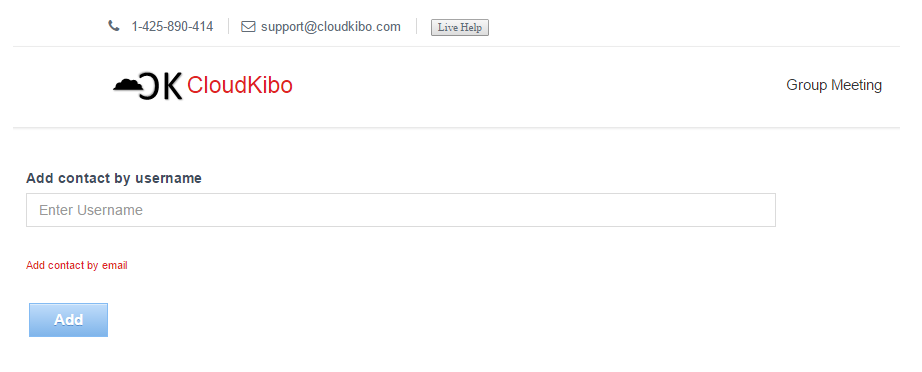 1-425-890-414 support@cloudkibo.com Live Help
CK CloudKibo Group Meeting
Add contact by username
Enter Username
Add contact by email
Add